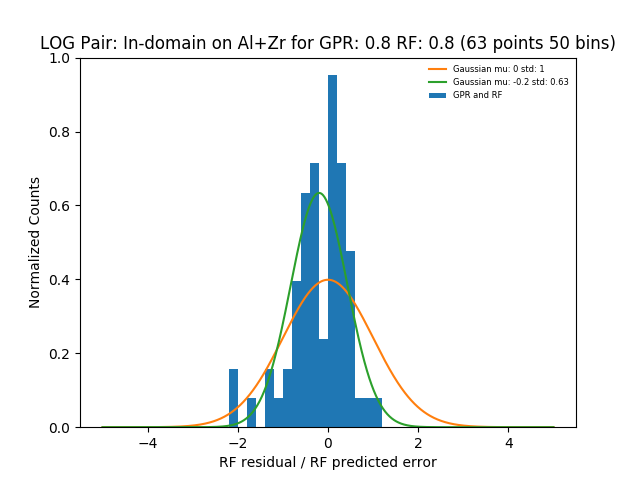 LOG Pair: In-domain on Al+Zr for GPR: 0.8 RF: 0.8 (63 points 50 bins)
Gaussian mu: 0 std: 1
Gaussian mu: -0.2 std: 0.63
GPR and RF
Normalized Counts
1.0
0.8
0.6
0.4
0.2
0.0
−4 −2 0 2 4
RF residual / RF predicted error